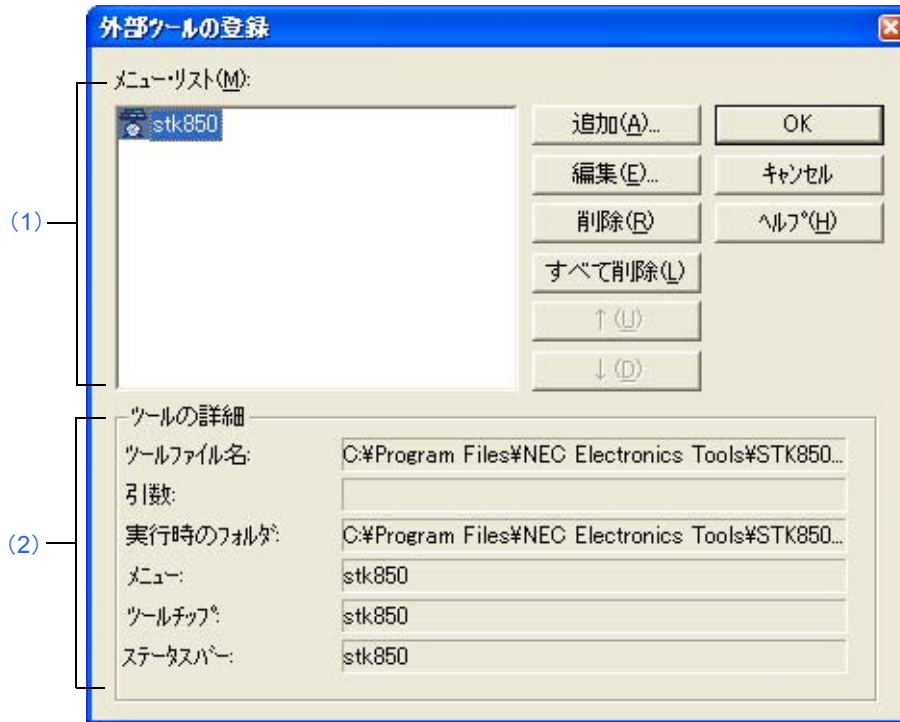 外部ツールの登録
メニュー・リスト(M):
(1)
stk850
追加(A)...
OK
編集(E)...
キャンセル
削除(R)
ヘルプ(H)
すべて削除(L)
↑(U)
↓(D)
(2)
ツールの詳細
ツールファイル名: C:¥Program Files¥NEC Electronics Tools¥STK850...
引数:
実行時のフォルダ: C:¥Program Files¥NEC Electronics Tools¥STK850...
メニュー: stk850
ツールチップ: stk850
ステータスバー: stk850